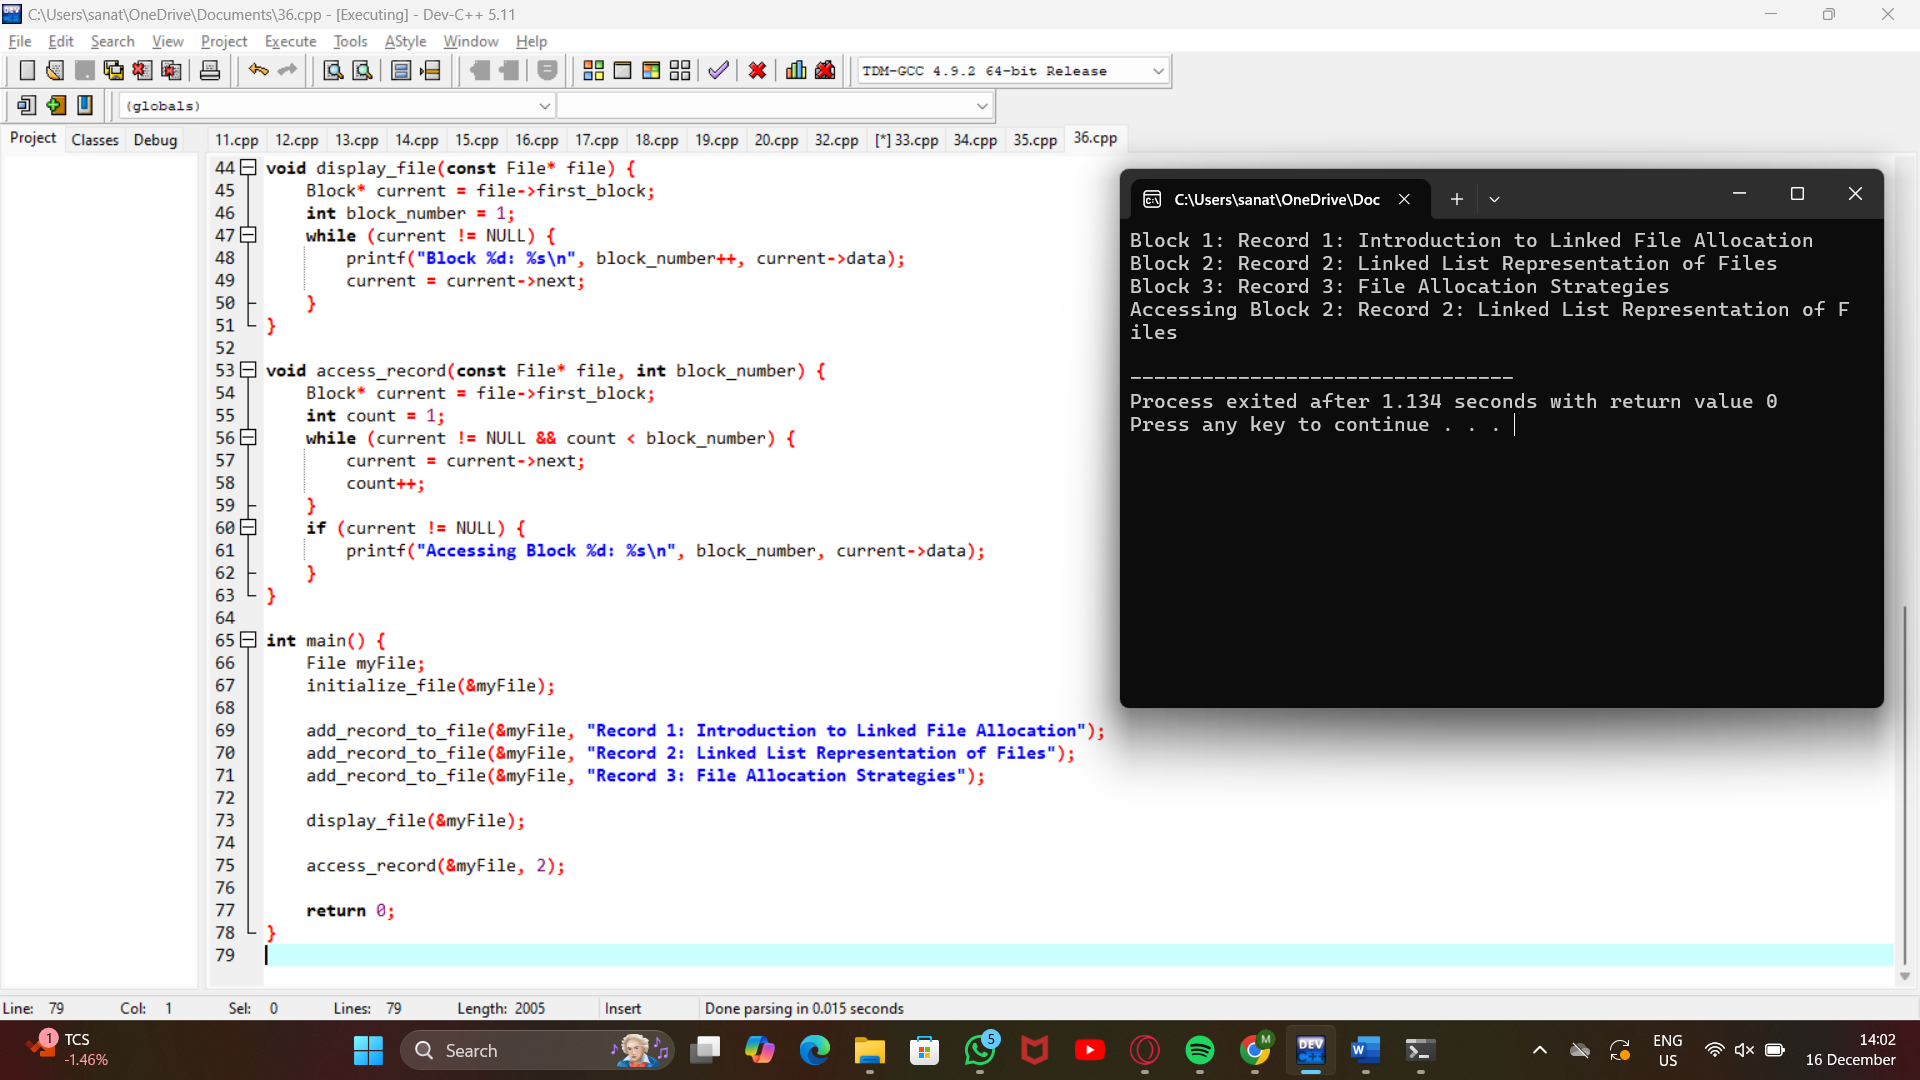 C:\Users\sanat\OneDrive\Documents\36.cpp - [Executing] - Dev-C++ 5.11
File Edit Search View Project Execute Tools AStyle Window Help
TDM-GCC 4.9.2 64-bit Release
(globals)
Project Classes Debug
11.cpp 12.cpp 13.cpp 14.cpp 15.cpp 16.cpp 17.cpp 18.cpp 19.cpp 20.cpp 32.cpp [*] 33.cpp 34.cpp 35.cpp 36.cpp
44 void display_file(const File* file) {
45     Block* current = file->first_block;
46     int block_number = 1;
47     while (current != NULL) {
48         printf("Block %d: %s\n", block_number++, current->data);
49         current = current->next;
50     }
51 }
52
53 void access_record(const File* file, int block_number) {
54     Block* current = file->first_block;
55     int count = 1;
56     while (current != NULL && count < block_number) {
57         current = current->next;
58         count++;
59     }
60     if (current != NULL) {
61         printf("Accessing Block %d: %s\n", block_number, current->data);
62     }
63 }
64
65 int main() {
66     File myFile;
67     initialize_file(&myFile);
68
69     add_record_to_file(&myFile, "Record 1: Introduction to Linked File Allocation");
70     add_record_to_file(&myFile, "Record 2: Linked List Representation of Files");
71     add_record_to_file(&myFile, "Record 3: File Allocation Strategies");
72
73     display_file(&myFile);
74
75     access_record(&myFile, 2);
76
77     return 0;
78 }
79
C:\Users\sanat\OneDrive\Doc
Block 1: Record 1: Introduction to Linked File Allocation
Block 2: Record 2: Linked List Representation of Files
Block 3: Record 3: File Allocation Strategies
Accessing Block 2: Record 2: Linked List Representation of F
iles
--------------------------------
Process exited after 1.134 seconds with return value 0
Press any key to continue . . .
Line: 79 Col: 1 Sel: 0 Lines: 79 Length: 2005 Insert Done parsing in 0.015 seconds
1
TCS
-1.46%
Search
5
M
DEV
C++
W
ENG
US
14:02
16 December